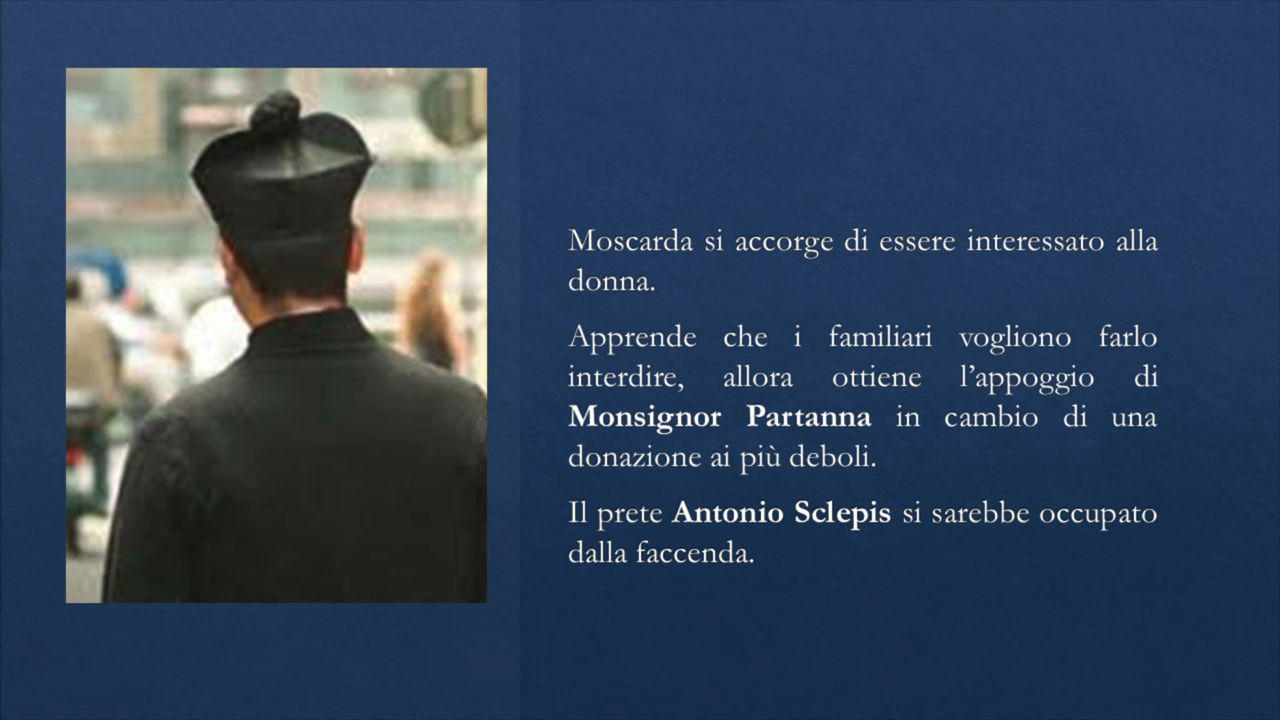 Moscarda si accorge di essere interessato alla
donna.
Apprende che i familiari vogliono farlo
interdire, allora ottiene l’appoggio di
Monsignor Partanna in cambio di una
donazione ai più deboli.
Il prete Antonio Sclepis si sarebbe occupato
dalla faccenda.